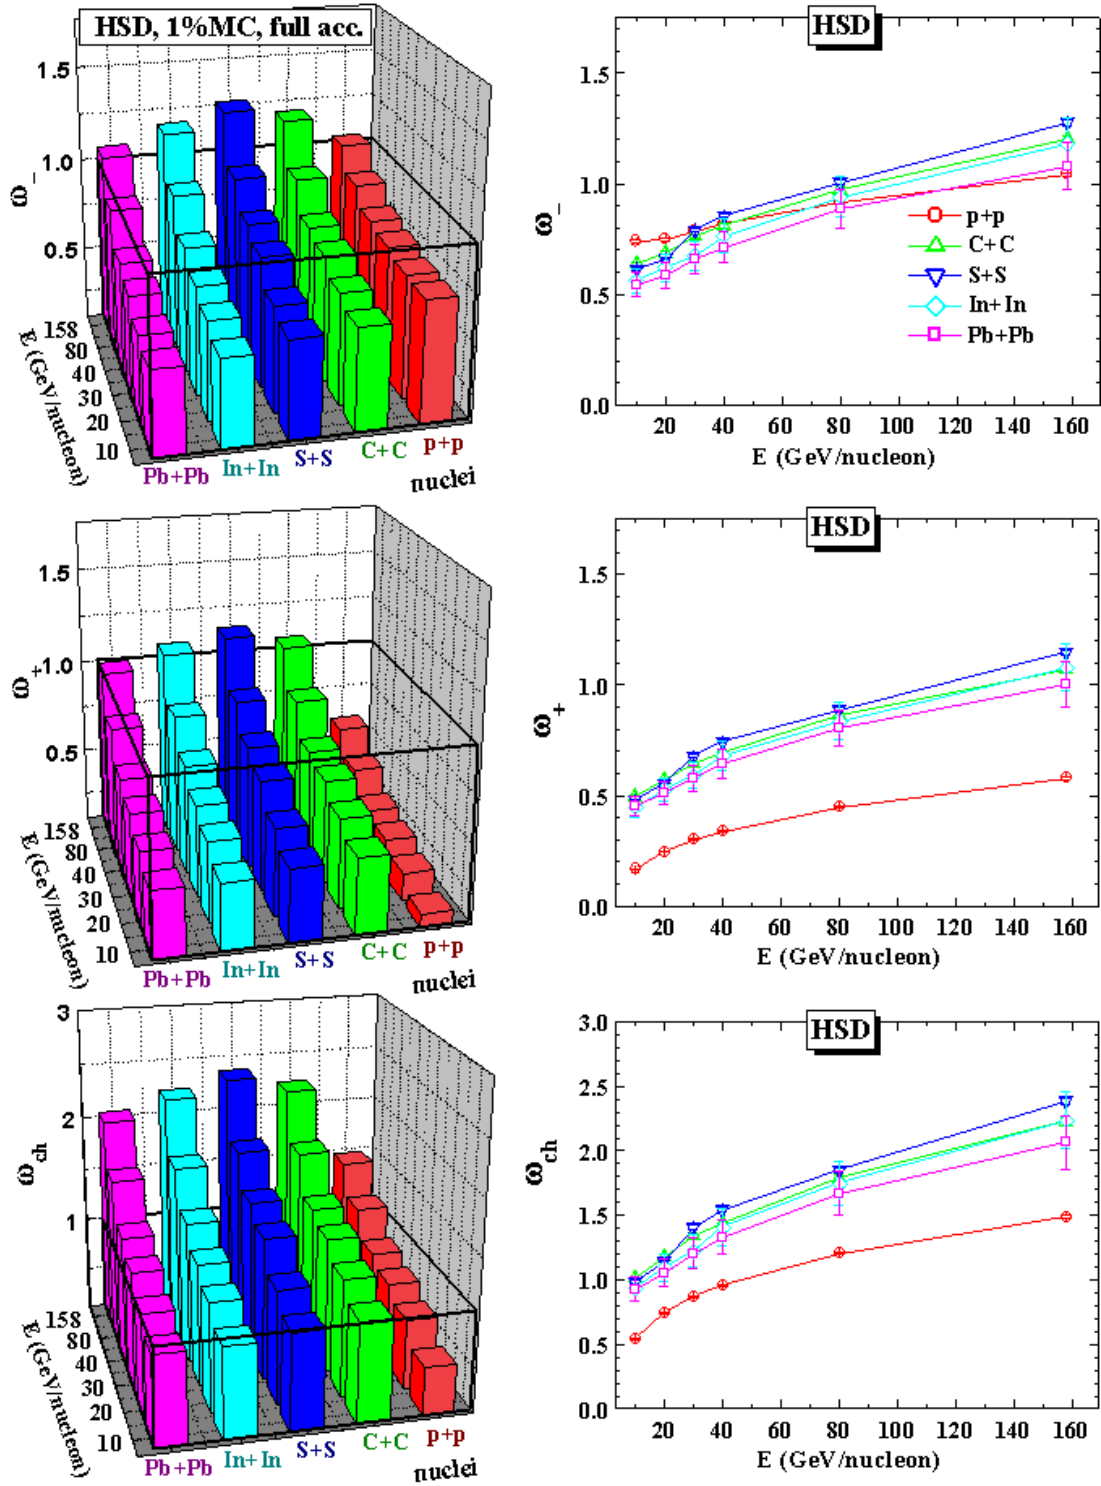 HSD, 1%MC, full acc.
1.5
1.0
0.5
ω_
158
80
40
30
20
10
E (GeV/nucleon)
Pb+Pb
In+In
S+S
C+C
p+p
nuclei
HSD
1.5
1.0
0.5
0.0
ω_
p+p
C+C
S+S
In+In
Pb+Pb
20 40 60 80 100 120 140 160
E (GeV/nucleon)
1.5
1.0
0.5
ω+
158
80
40
30
20
10
E (GeV/nucleon)
Pb+Pb
In+In
S+S
C+C
p+p
nuclei
HSD
1.5
1.0
0.5
0.0
ω+
20 40 60 80 100 120 140 160
E (GeV/nucleon)
3
2
1
ωch
158
80
40
30
20
10
E (GeV/nucleon)
Pb+Pb
In+In
S+S
C+C
p+p
nuclei
HSD
3.0
2.5
2.0
1.5
1.0
0.5
0.0
ωch
20 40 60 80 100 120 140 160
E (GeV/nucleon)